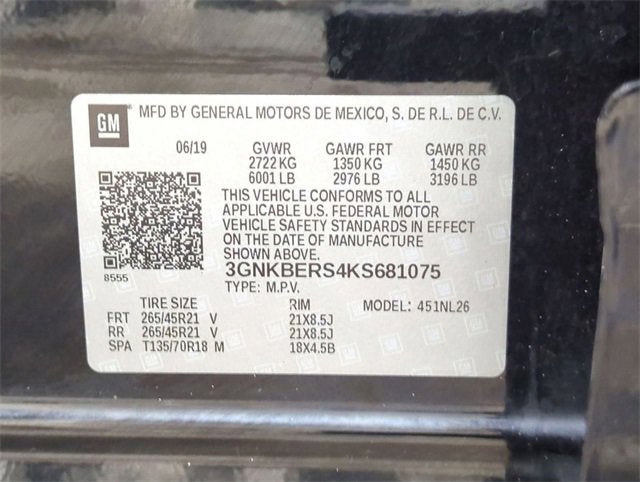 GM
MFD BY GENERAL MOTORS DE MEXICO, S. DE R.L. DE C.V.
06/19 GVWR GAWR FRT GAWR RR
2722 KG 1350 KG 1450 KG
6001 LB 2976 LB 3196 LB
THIS VEHICLE CONFORMS TO ALL
APPLICABLE U.S. FEDERAL MOTOR
VEHICLE SAFETY STANDARDS IN EFFECT
ON THE DATE OF MANUFACTURE
SHOWN ABOVE.
8555
3GNKBERS4KS681075
TYPE: M.P.V.
TIRE SIZE RIM MODEL: 451NL26
FRT 265/45R21 V 21X8.5J
RR 265/45R21 V 21X8.5J
SPA T135/70R18 M 18X4.5B